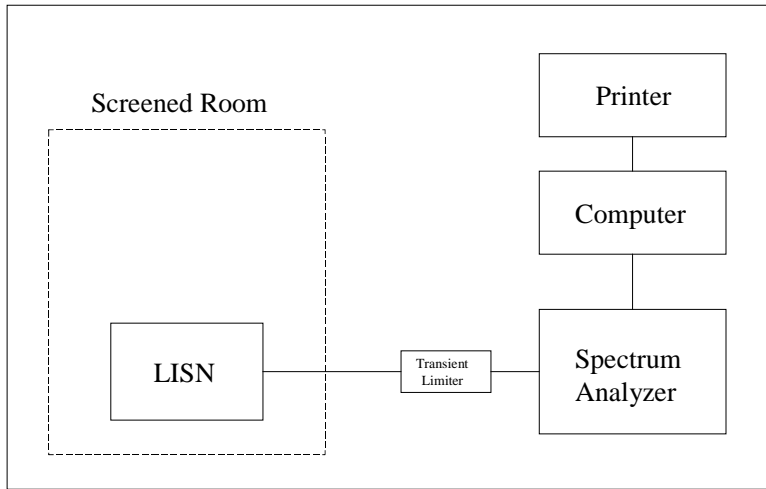 Screened Room
Printer
Computer
LISN
Transient
Limiter
Spectrum
Analyzer